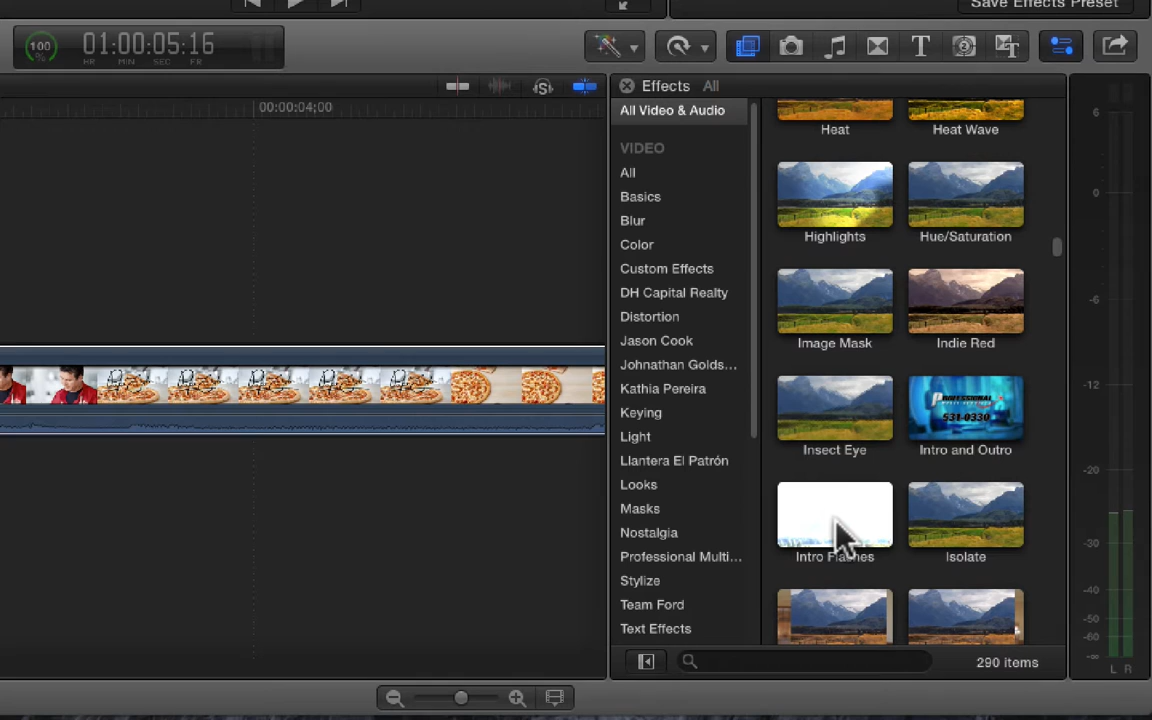 Save Effects Preset
100
01:00:05:16
HR MIN SEC FR
T
Effects All
00:00:04;00
All Video & Audio
VIDEO
All
Basics
Blur
Color
Custom Effects
DH Capital Realty
Distortion
Jason Cook
Johnathan Golds...
Kathia Pereira
Keying
Light
Llantera El Patrón
Looks
Masks
Nostalgia
Professional Multi...
Stylize
Team Ford
Text Effects
Heat
Heat Wave
Highlights
Hue/Saturation
Image Mask
Indie Red
Insect Eye
PROFESSIONAL
531-0330
Intro and Outro
Intro Flashes
Isolate
290 items
6
0
-6
-12
-20
-30
-40
-50
-60
-∞
L R